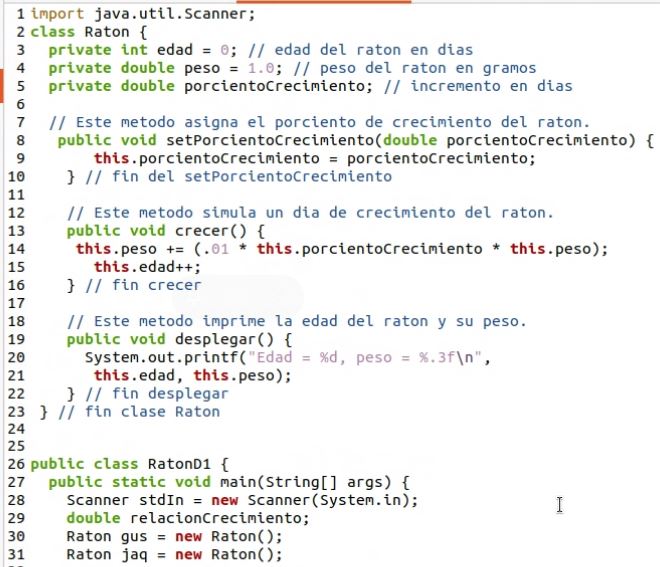 1 import java.util.Scanner;
2 class Raton {
3 private int edad = 0; // edad del raton en dias
4 private double peso = 1.0; // peso del raton en gramos
5 private double porcientoCrecimiento; // incremento en dias
6
7 // Este metodo asigna el porciento de crecimiento del raton.
8 public void setPorcientoCrecimiento(double porcientoCrecimiento) {
9 this.porcientoCrecimiento = porcientoCrecimiento;
10 } // fin del setPorcientoCrecimiento
11
12 // Este metodo simula un dia de crecimiento del raton.
13 public void crecer() {
14 this.peso += (.01 * this.porcientoCrecimiento * this.peso);
15 this.edad++;
16 } // fin crecer
17
18 // Este metodo imprime la edad del raton y su peso.
19 public void desplegar() {
20 System.out.printf("Edad = %d, peso = %.3f\n",
21 this.edad, this.peso);
22 } // fin desplegar
23 } // fin clase Raton
24
25
26 public class RatonD1 {
27 public static void main(String[] args) {
28 Scanner stdIn = new Scanner(System.in);
29 double relacionCrecimiento;
30 Raton gus = new Raton();
31 Raton jaq = new Raton();